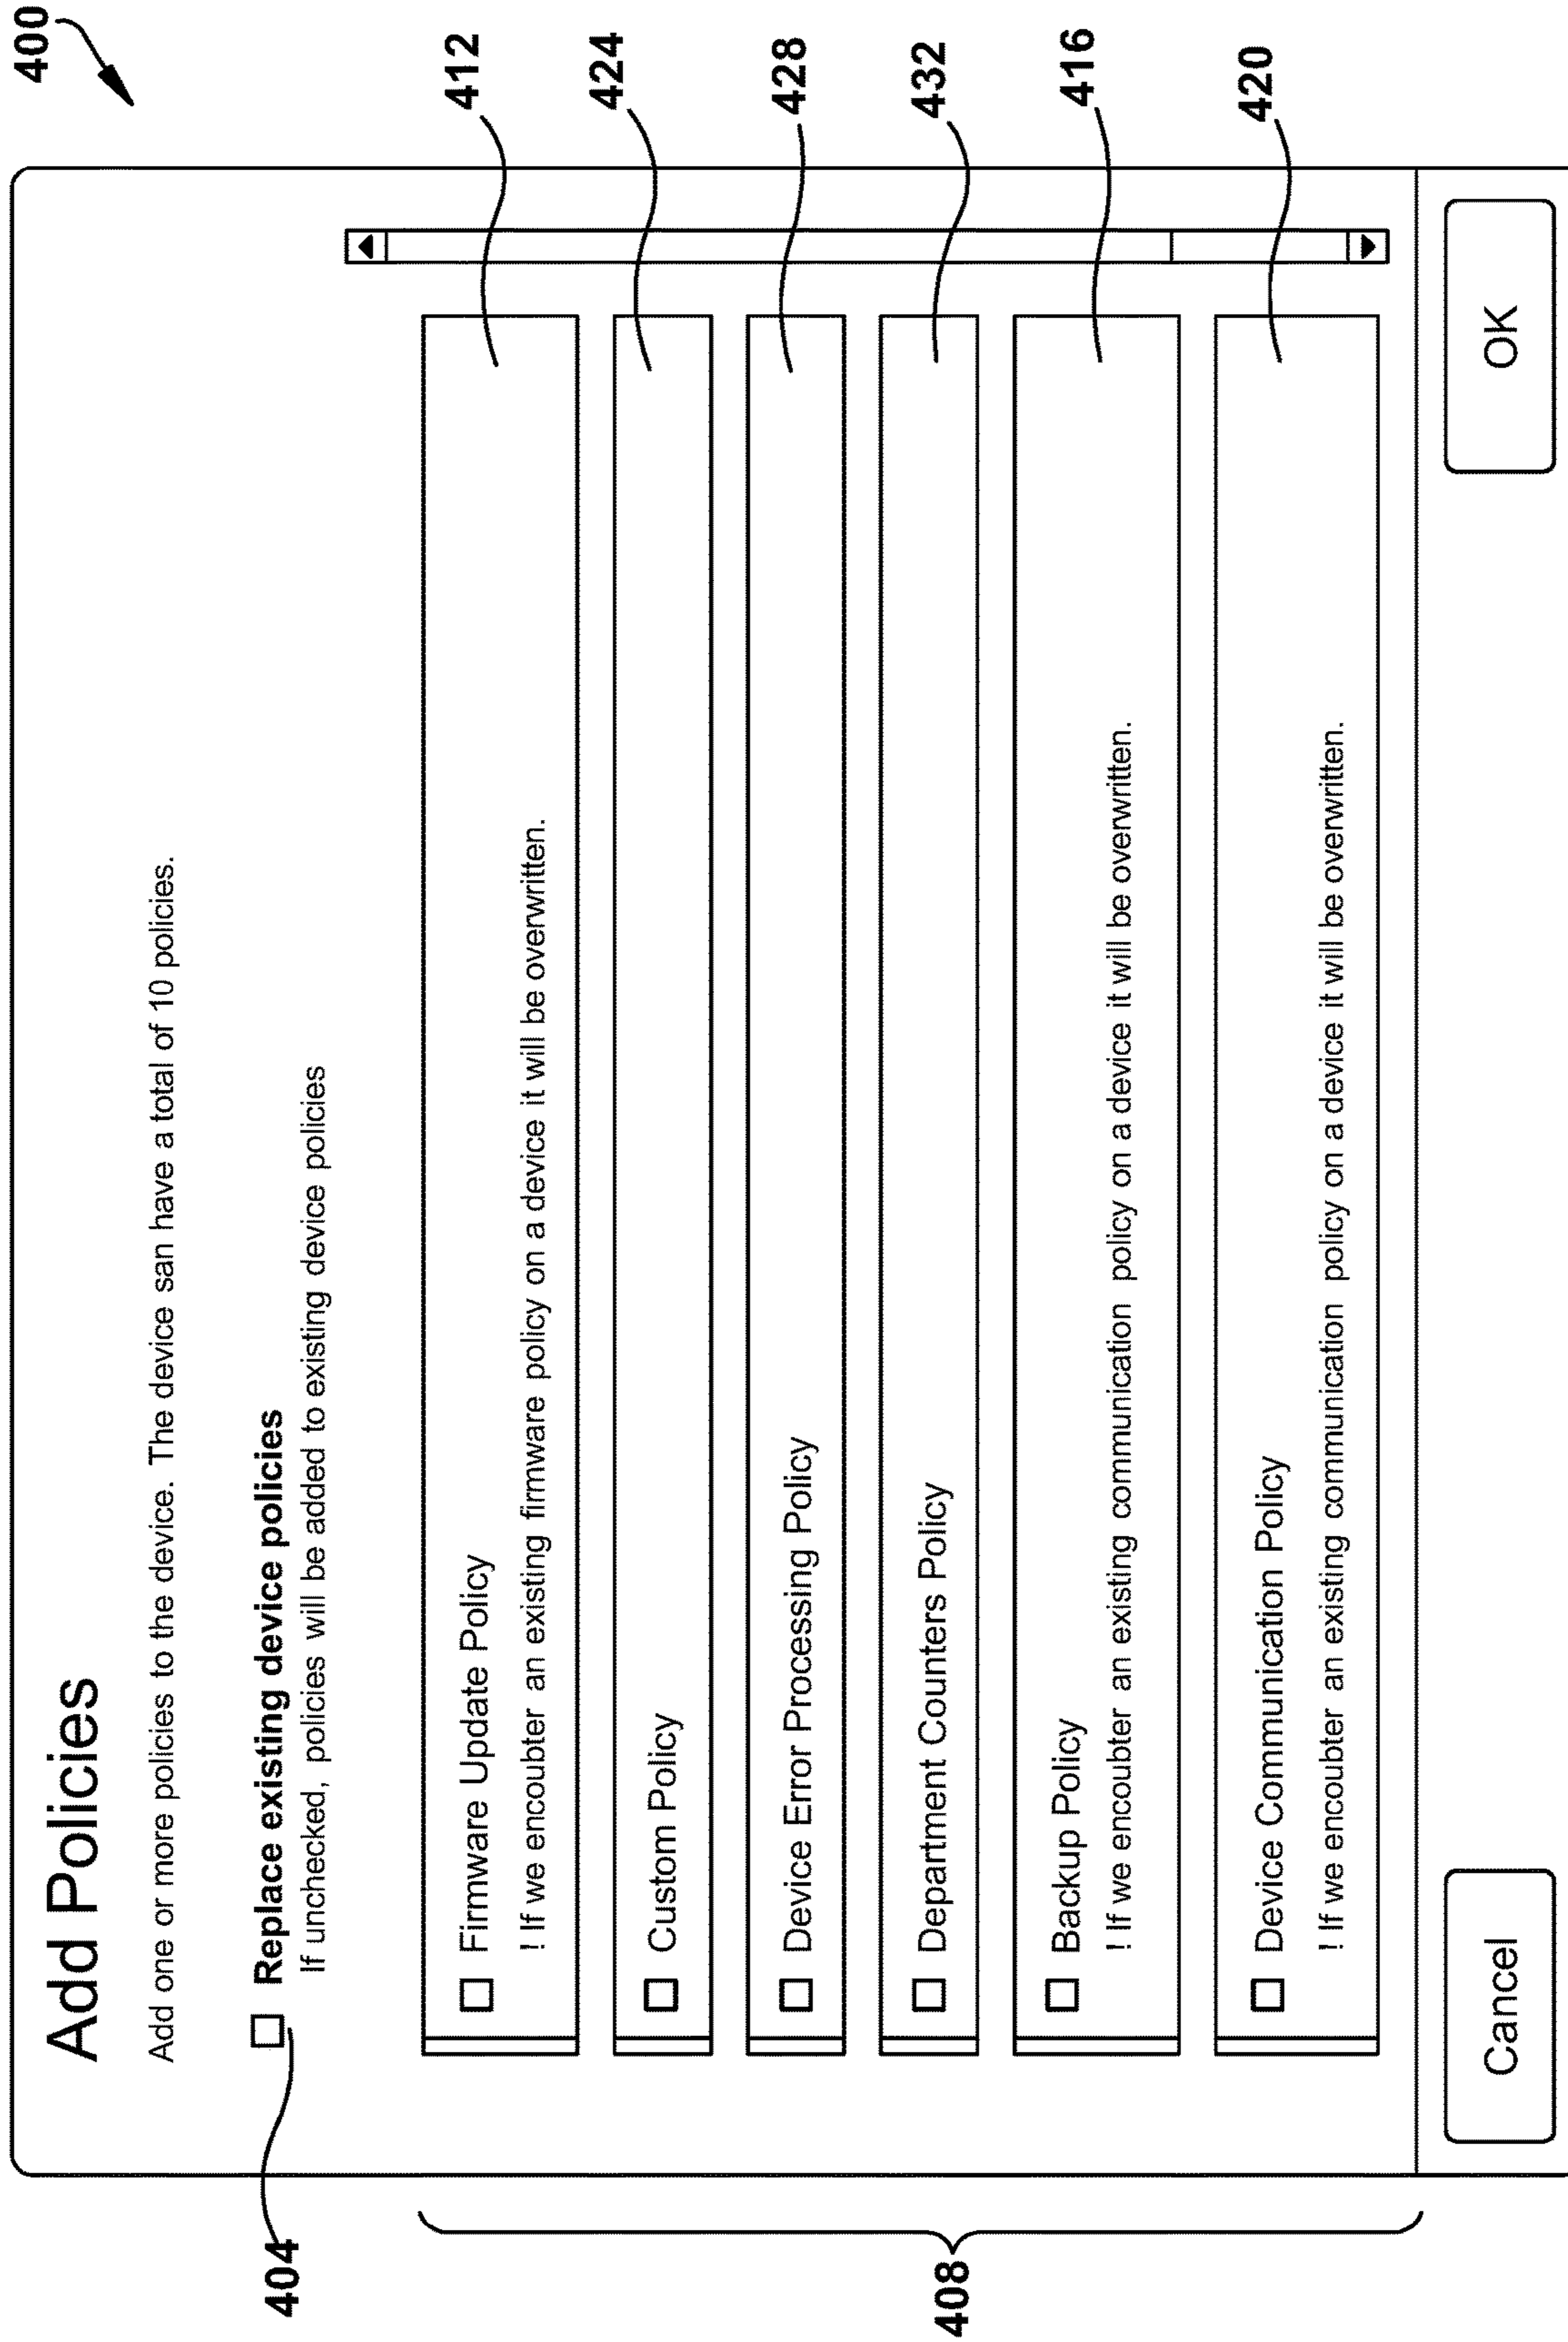 400
Add Policies
Add one or more policies to the device. The device san have a total of 10 policies.
404
Replace existing device policies
If unchecked, policies will be added to existing device policies
408
Firmware Update Policy
! If we encoubter an existing firmware policy on a device it will be overwritten.
412
Custom Policy
424
Device Error Processing Policy
428
Department Counters Policy
432
Backup Policy
! If we encoubter an existing communication policy on a device it will be overwritten.
416
Device Communication Policy
! If we encoubter an existing communication policy on a device it will be overwritten.
420
Cancel
OK